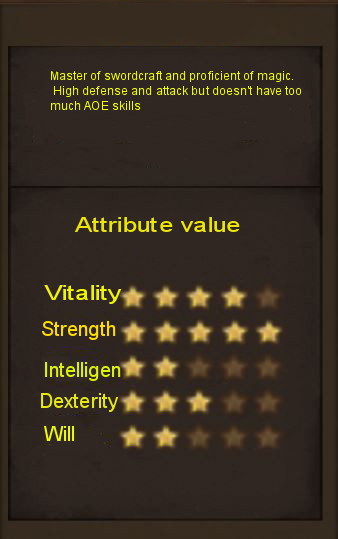 Master of swordcraft and proficient of magic.
High defense and attack but doesn't have too
much AOE skills
Attribute value
Vitality
Strength
Intelligen
Dexterity
Will